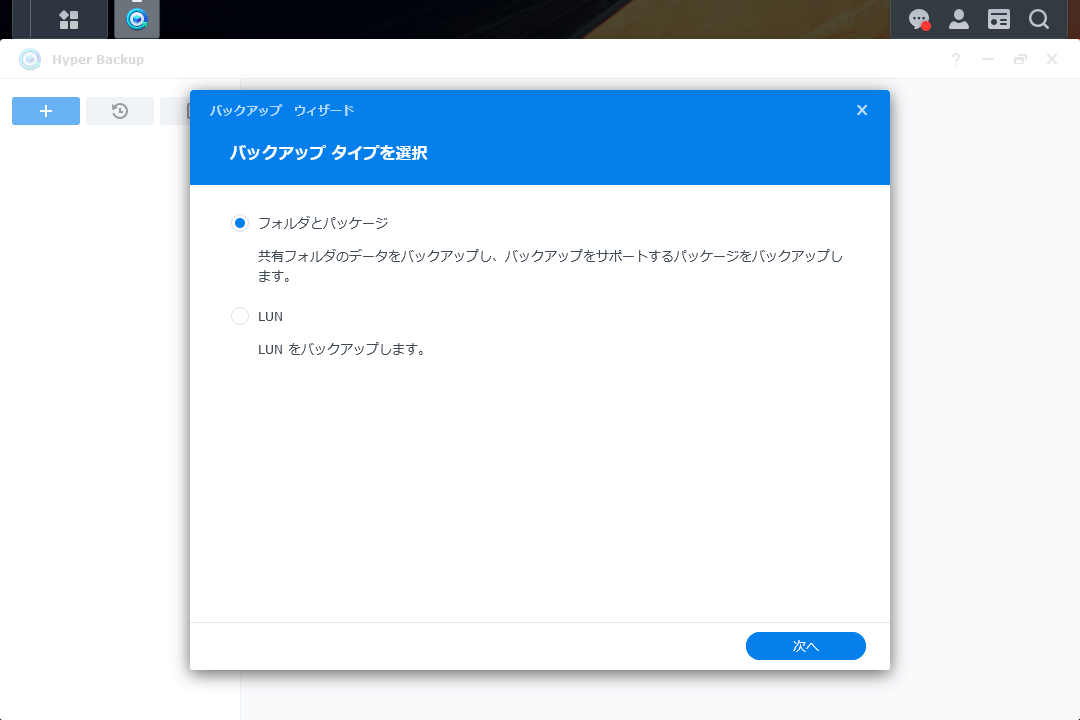 Hyper Backup
バックアップ ウィザード
バックアップ タイプを選択
フォルダとパッケージ
共有フォルダのデータをバックアップし、バックアップをサポートするパッケージをバックアップし
ます。
LUN
LUN をバックアップします。
次へ